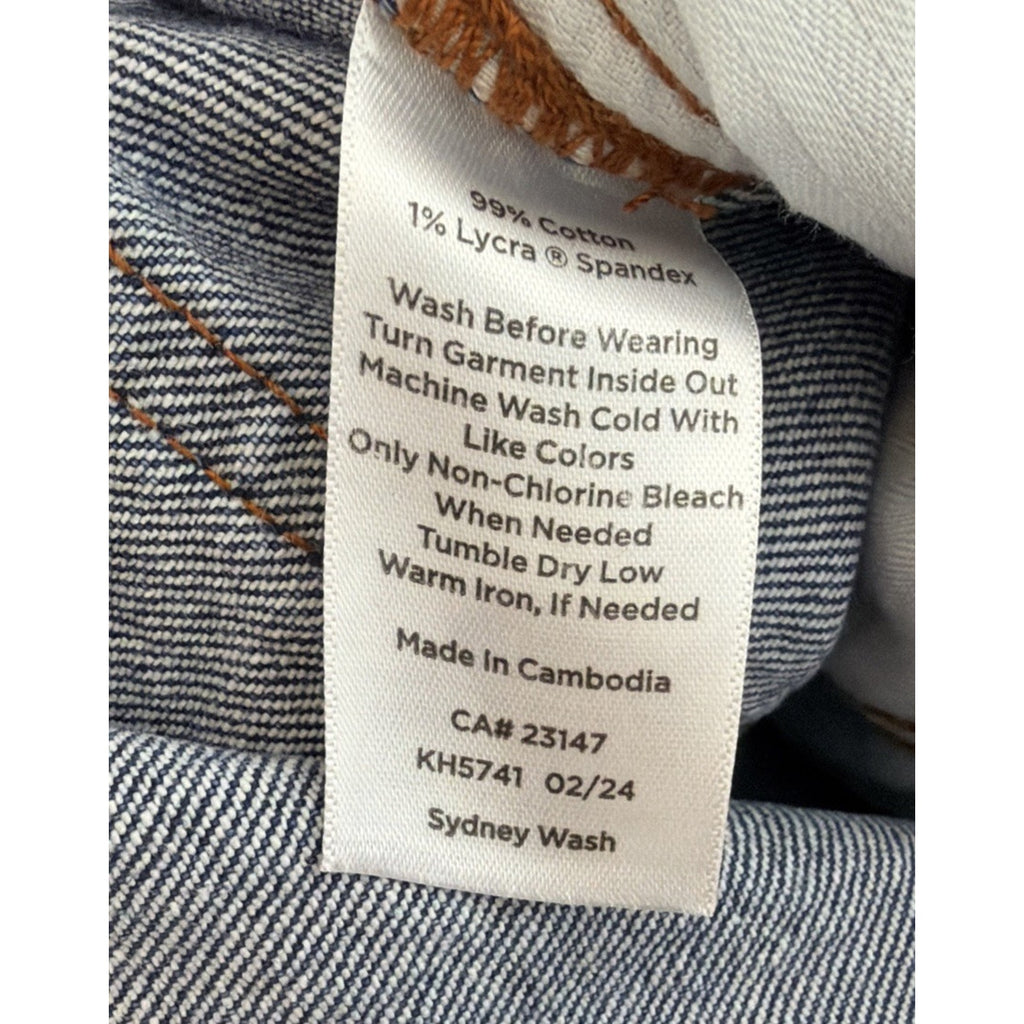 99% Cotton
1% Lycra ® Spandex
Wash Before Wearing
Turn Garment Inside Out
Machine Wash Cold With
Like Colors
Only Non-Chlorine Bleach
When Needed
Tumble Dry Low
Warm Iron, If Needed
Made In Cambodia
CA# 23147
KH5741 02/24
Sydney Wash